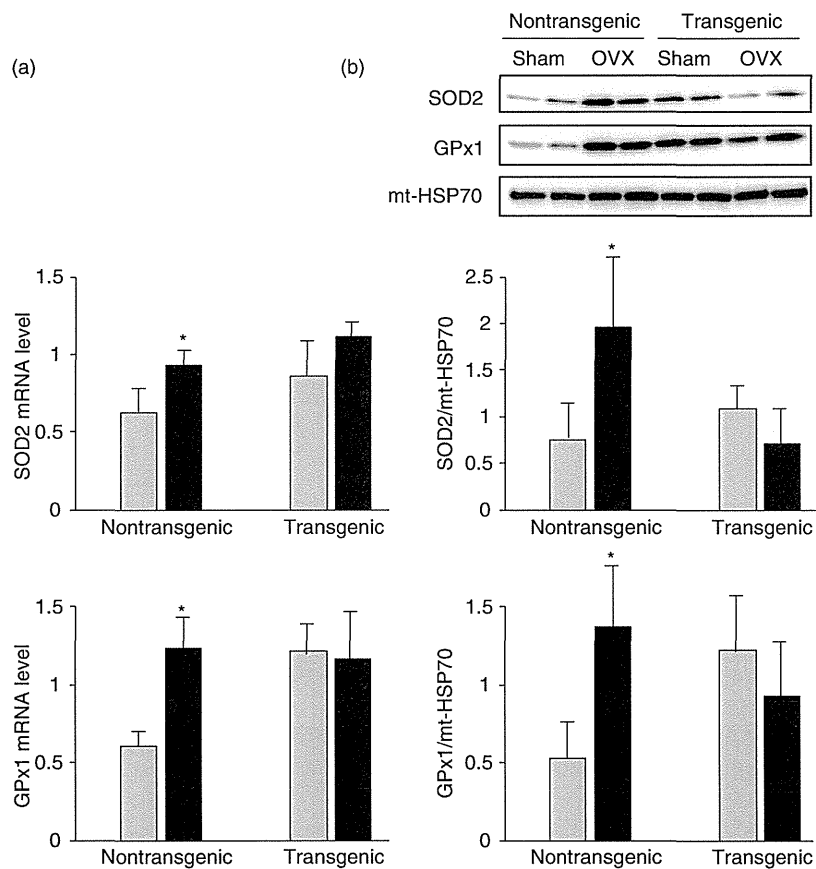 (a)
(b)
Nontransgenic Transgenic
Sham OVX Sham OVX
SOD2
GPx1
mt-HSP70
SOD2 mRNA level
1.5
1
0.5
0
*
Nontransgenic Transgenic
SOD2/mt-HSP70
2.5
2
1.5
1
0.5
0
*
Nontransgenic Transgenic
GPx1 mRNA level
1.5
1
0.5
0
*
Nontransgenic Transgenic
GPx1/mt-HSP70
1.5
1
0.5
0
*
Nontransgenic Transgenic